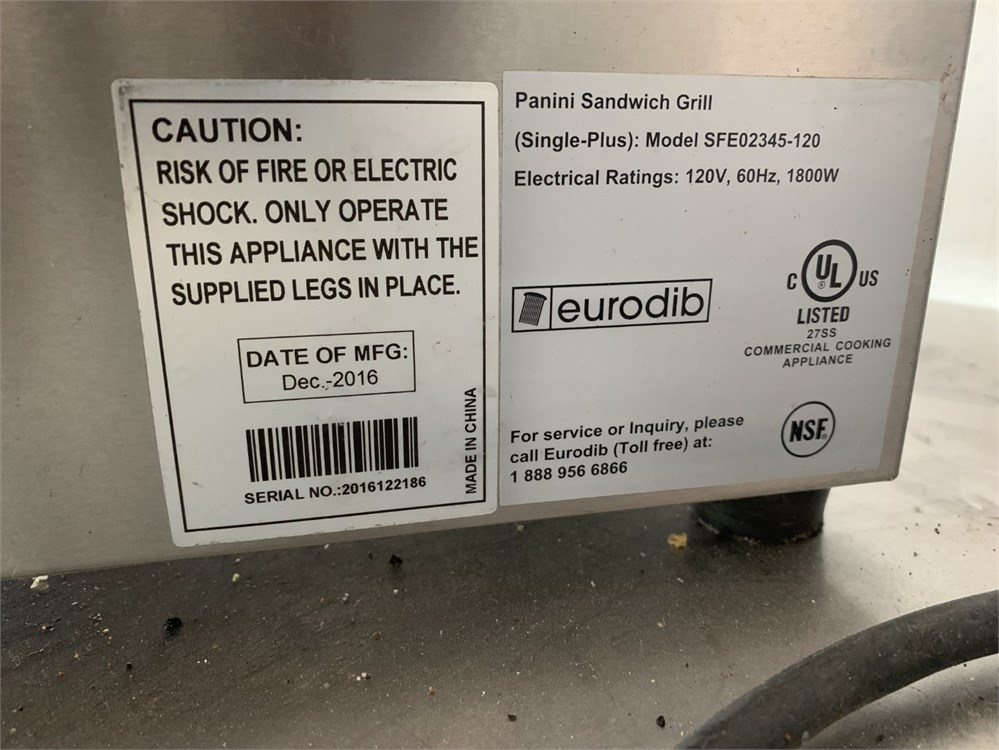 CAUTION:
RISK OF FIRE OR ELECTRIC
SHOCK. ONLY OPERATE
THIS APPLIANCE WITH THE
SUPPLIED LEGS IN PLACE.
DATE OF MFG:
Dec.-2016
SERIAL NO.:2016122186
MADE IN CHINA
Panini Sandwich Grill
(Single-Plus): Model SFE02345-120
Electrical Ratings: 120V, 60Hz, 1800W
eurodib
C UL® US
LISTED
27SS
COMMERCIAL COOKING
APPLIANCE
For service or Inquiry, please
call Eurodib (Toll free) at:
1 888 956 6866
NSF®